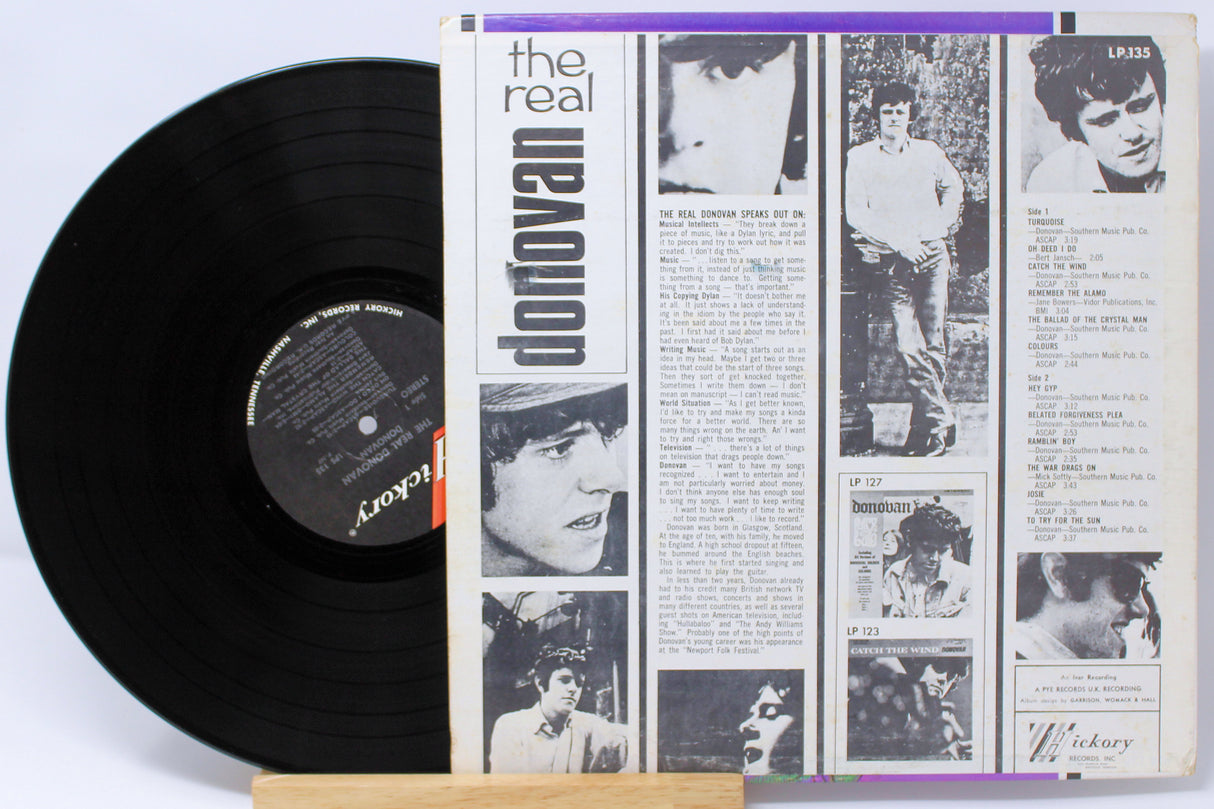 the
real
donovan
THE REAL DONOVAN SPEAKS OUT ON:
Musical Intellects — "They break down a
piece of music, like a Dylan lyric, and pull
it to pieces and try to work out how it was
created. I don't dig this."
Music — ". . . listen to a song to get some-
thing from it, instead of just thinking music
is something to dance to. Getting some-
thing from a song — that's important."
His Copying Dylan — "It doesn't bother me
at all. It just shows a lack of understand-
ing in the idiom by the people who say it.
It's been said about me a few times in the
past. I first had it said about me before I
had even heard of Bob Dylan."
Writing Music — "A song starts out as an
idea in my head. Maybe I get two or three
ideas that could be the start of three songs.
Then they sort of get knocked together.
Sometimes I write them down — I don't
mean on manuscript — I can't read music."
World Situation — "As I get better known,
I'd like to try and make my songs a kinda
force for a better world. There are so
many things wrong on the earth. An' I want
to try and right those wrongs."
Television — " . . . there's a lot of things
on television that drags people down."
Donovan — "I want to have my songs
recognized . . . I want to entertain and I
am not particularly worried about money.
I don't think anyone else has enough soul
to sing my songs. I want to keep writing
. . . I want to have plenty of time to write
. . . not too much work . . . I like to record."
Donovan was born in Glasgow, Scotland.
At the age of ten, with his family, he moved
to England. A high school dropout at fifteen,
he bummed around the English beaches.
This is where he first started singing and
also learned to play the guitar.
In less than two years, Donovan already
had to his credit many British network TV
and radio shows, concerts and shows in
many different countries, as well as several
guest shots on American television, includ-
ing "Hullabaloo" and "The Andy Williams
Show." Probably one of the high points of
Donovan's young career was his appearance
at the "Newport Folk Festival."
LP 127
donovan
LP 123
CATCH THE WIND DONOVAN
LP.135
Side 1
TURQUOISE
—Donovan—Southern Music Pub. Co.
ASCAP 3:19
OH DEED I DO
—Bert Jansch— 2:05
CATCH THE WIND
—Donovan—Southern Music Pub. Co.
ASCAP 2:53
REMEMBER THE ALAMO
—Jane Bowers—Vidor Publications, Inc.
BMI 3:04
THE BALLAD OF THE CRYSTAL MAN
—Donovan—Southern Music Pub. Co.
ASCAP 3:15
COLOURS
—Donovan—Southern Music Pub. Co.
ASCAP 2:44
Side 2
HEY GYP
—Donovan—Southern Music Pub. Co.
ASCAP 3:12
BELATED FORGIVENESS PLEA
—Donovan—Southern Music Pub. Co.
ASCAP 2:53
RAMBLIN' BOY
—Donovan—Southern Music Pub. Co.
ASCAP 2:35
THE WAR DRAGS ON
—Mick Softly—Southern Music Pub. Co.
ASCAP 3:43
JOSIE
—Donovan—Southern Music Pub. Co.
ASCAP 3:26
TO TRY FOR THE SUN
—Donovan—Southern Music Pub. Co.
ASCAP 3:37
An Iver Recording
A PYE RECORDS U.K. RECORDING
Album design by GARRISON, WOMACK & HALL
Hickory
RECORDS, INC
HICKORY RECORDS, INC.
NASHVILLE, TENNESSEE
Hickory
THE REAL DONOVAN
DONOVAN
STEREO
Side